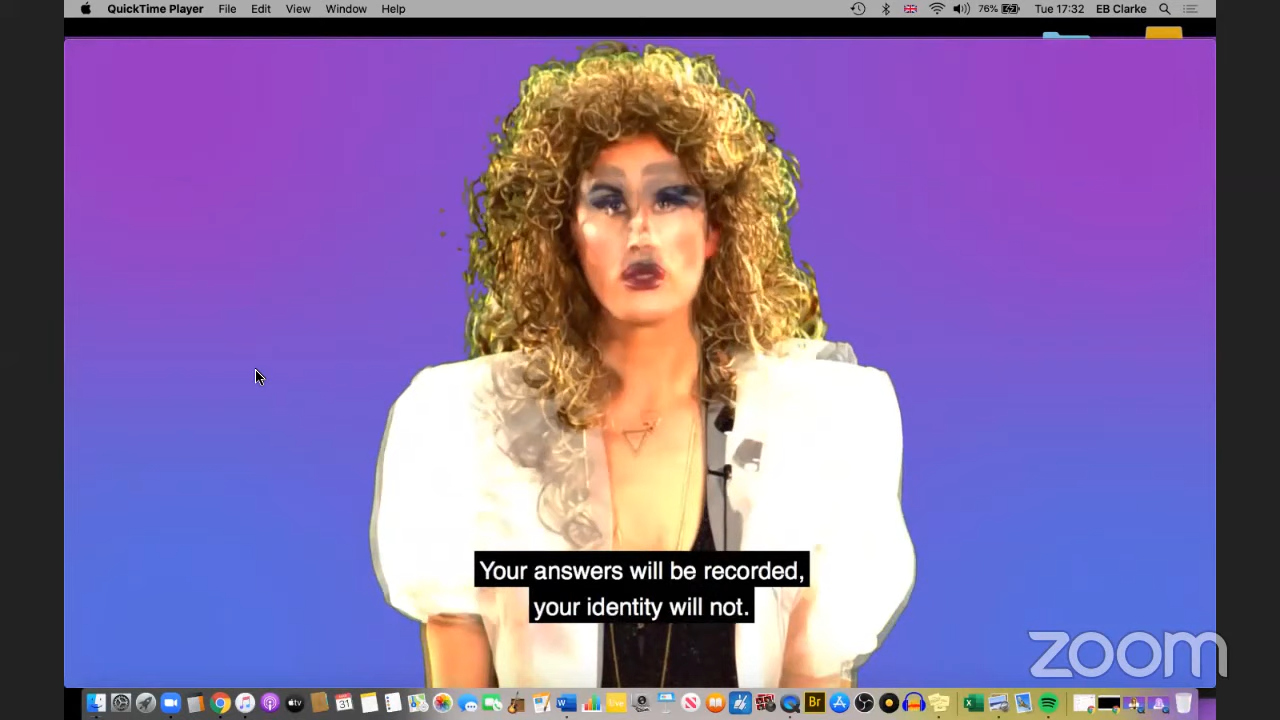 QuickTime Player File Edit View Window Help 76% Tue 17:32 EB Clarke
Your answers will be recorded,
your identity will not.
zoom